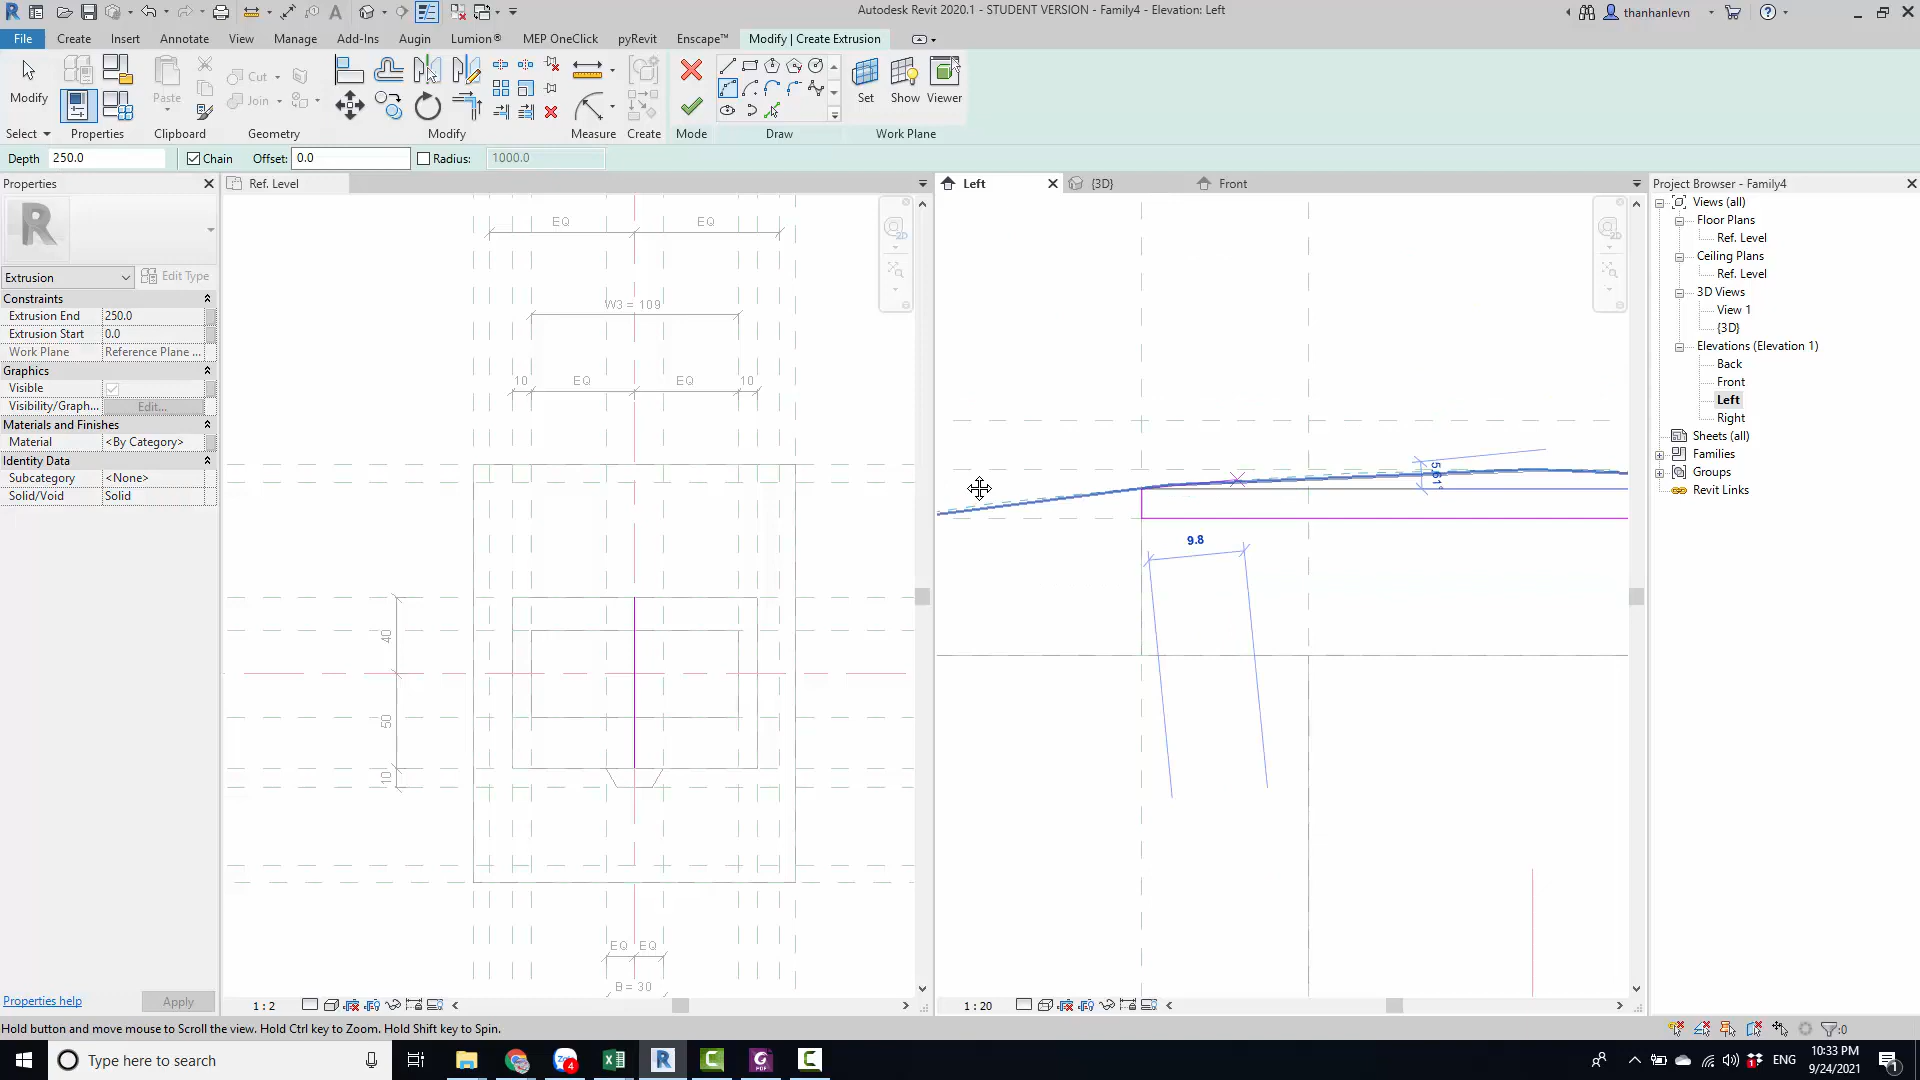 Autodesk Revit 2020.1 - STUDENT VERSION - Family4 - Elevation: Left
thanhanlevn
File Create Insert Annotate View Manage Add-Ins Augin Lumion® MEP OneClick pyRevit Enscape™ Modify | Create Extrusion
Modify Paste Cut Join Set Show Viewer
Select Properties Clipboard Geometry Modify Measure Create Mode Draw Work Plane
Depth 250.0 Chain Offset: 0.0 Radius: 1000.0
Properties
Extrusion Edit Type
Constraints
Extrusion End 250.0
Extrusion Start 0.0
Work Plane Reference Plane ...
Graphics
Visible
Visibility/Graph... Edit...
Materials and Finishes
Material <By Category>
Identity Data
Subcategory <None>
Solid/Void Solid
Properties help Apply
Ref. Level
EQ EQ
W3 = 109
10 EQ EQ 10
40
50
10
EQ EQ
B = 30
2D
1 : 2
Left {3D} Front
2D
5.61°
9.8
1 : 20
Project Browser - Family4
Views (all)
Floor Plans
Ref. Level
Ceiling Plans
Ref. Level
3D Views
View 1
{3D}
Elevations (Elevation 1)
Back
Front
Left
Right
Sheets (all)
Families
Groups
Revit Links
Hold button and move mouse to Scroll the view. Hold Ctrl key to Zoom. Hold Shift key to Spin.
:0
Type here to search
4
ENG
10:33 PM
9/24/2021
1